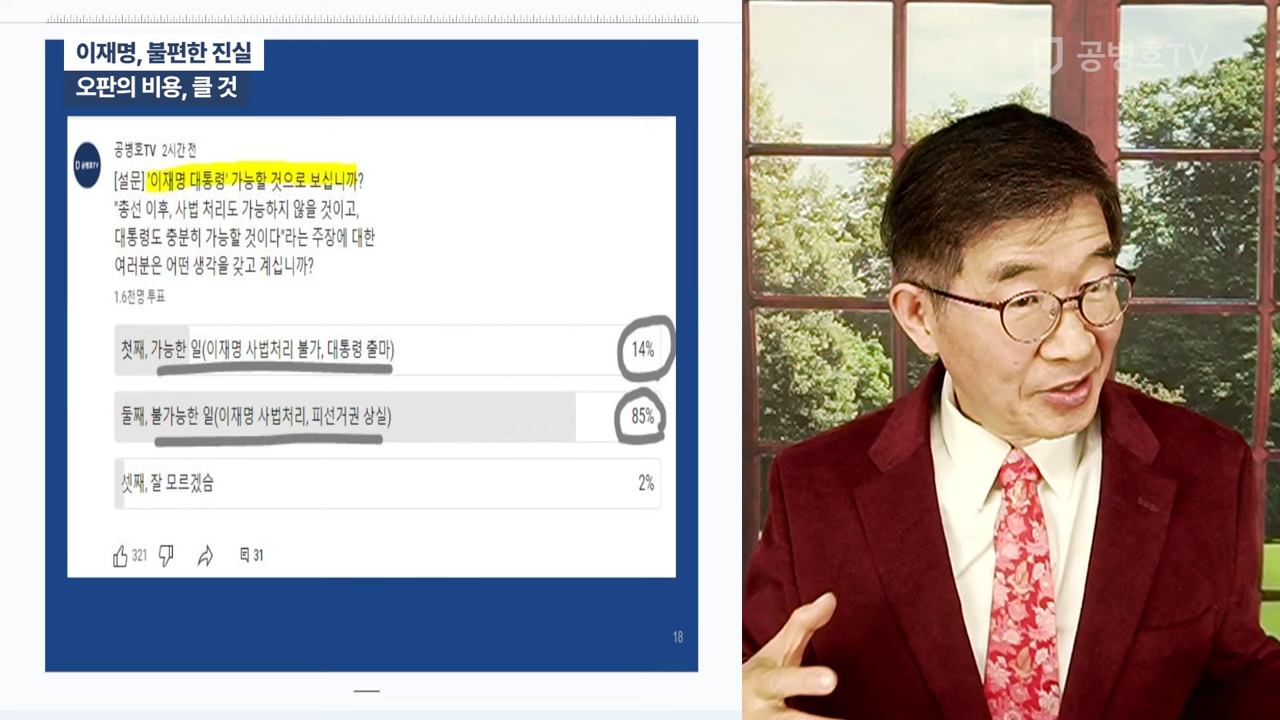 이재명, 불편한 진실
오판의 비용, 클 것
공병호TV
공병호TV 2시간 전
공병호TV
[설문] '이재명 대통령' 가능할 것으로 보십니까?
"총선 이후, 사법 처리도 가능하지 않을 것이고,
대통령도 충분히 가능할 것이다"라는 주장에 대한
여러분은 어떤 생각을 갖고 계십니까?
1.6천명 투표
첫째, 가능한 일(이재명 사법처리 불가, 대통령 출마) 14%
둘째, 불가능한 일(이재명 사법처리, 피선거권 상실) 85%
셋째, 잘 모르겠슴 2%
321 31
18